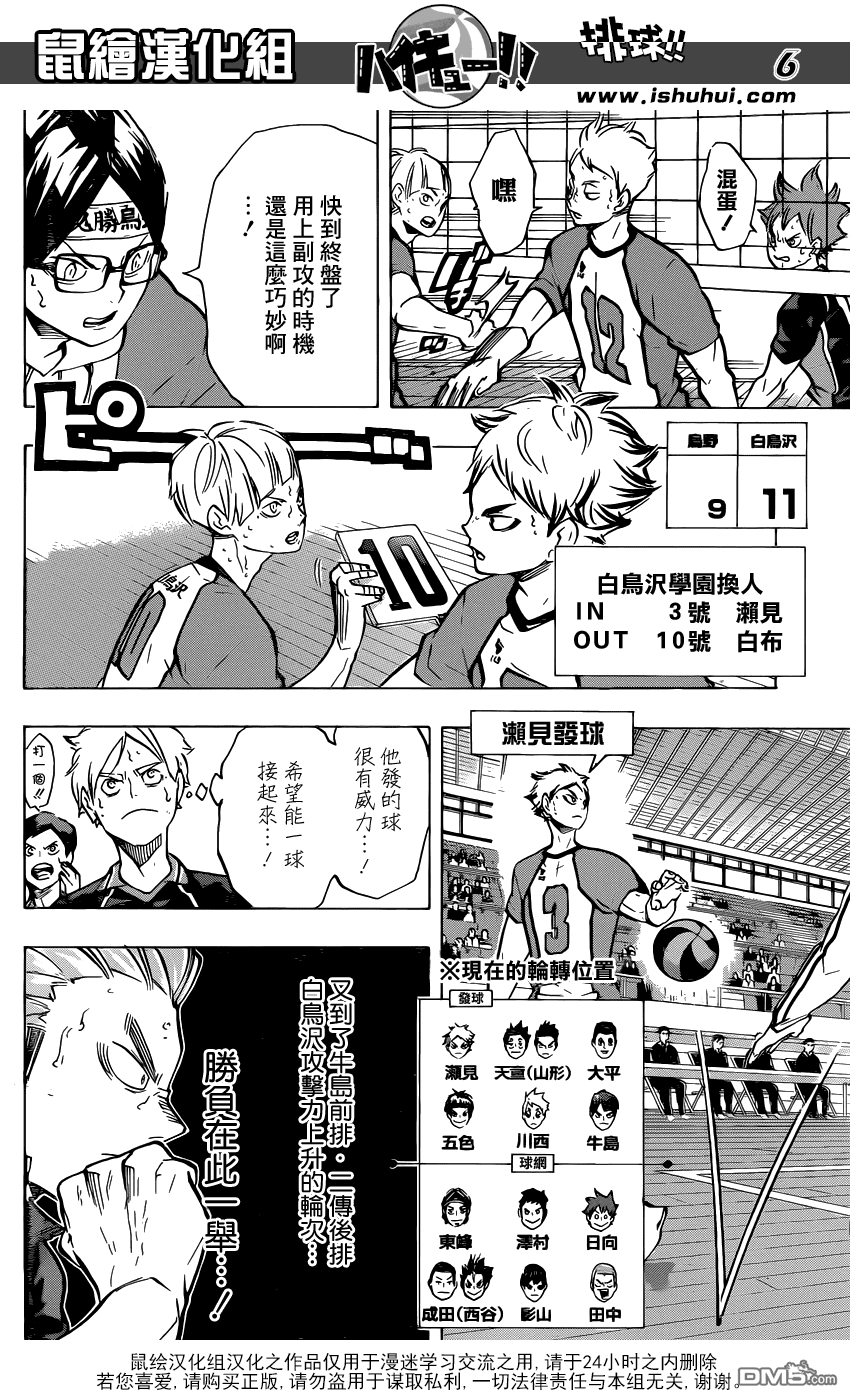 鼠繪漢化組
ハイキュー!!
排球!!
6
www.ishuhui.com
混蛋!
嘿
12
快到終盤了
用上副攻的時機
還是這麼巧妙啊
…!
勝鳥
ピーーッ
烏野
白鳥沢
9
11
白鳥沢學園換人
IN 3號 瀨見
OUT 10號 白布
10
鳥沢
瀨見發球
3
他發的球
很有威力…!
希望能一球
接起來…!
打一個!!
又到了牛島前排·二傳後排
白鳥沢攻擊力上升的輪次…
勝負在此一舉…!
※現在的輪轉位置
發球
瀨見
天童(山形)
大平
五色
川西
牛島
球網
東峰
澤村
日向
成田(西谷)
影山
田中
鼠绘汉化组汉化之作品仅用于漫迷学习交流之用,请于24小时之内删除
若您喜爱,请购买正版,请勿盗用于谋取私利,一切法律责任与本组无关,谢谢。
DM5.com